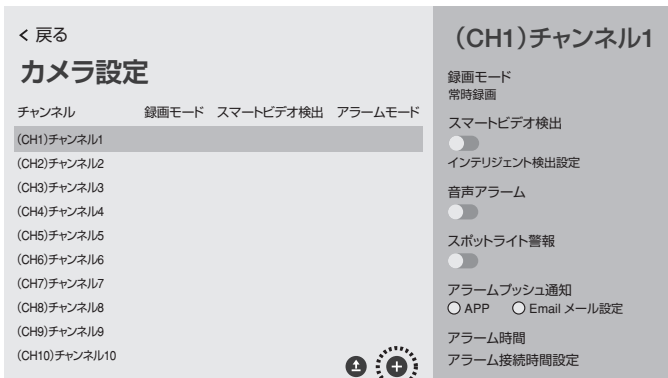 < 戻る
カメラ設定
チャンネル 録画モード スマートビデオ検出 アラームモード
(CH1)チャンネル1
(CH2)チャンネル2
(CH3)チャンネル3
(CH4)チャンネル4
(CH5)チャンネル5
(CH6)チャンネル6
(CH7)チャンネル7
(CH8)チャンネル8
(CH9)チャンネル9
(CH10)チャンネル10
(CH1)チャンネル1
録画モード
常時録画
スマートビデオ検出
インテリジェント検出設定
音声アラーム
スポットライト警報
アラームプッシュ通知
APP Email メール設定
アラーム時間
アラーム接続時間設定